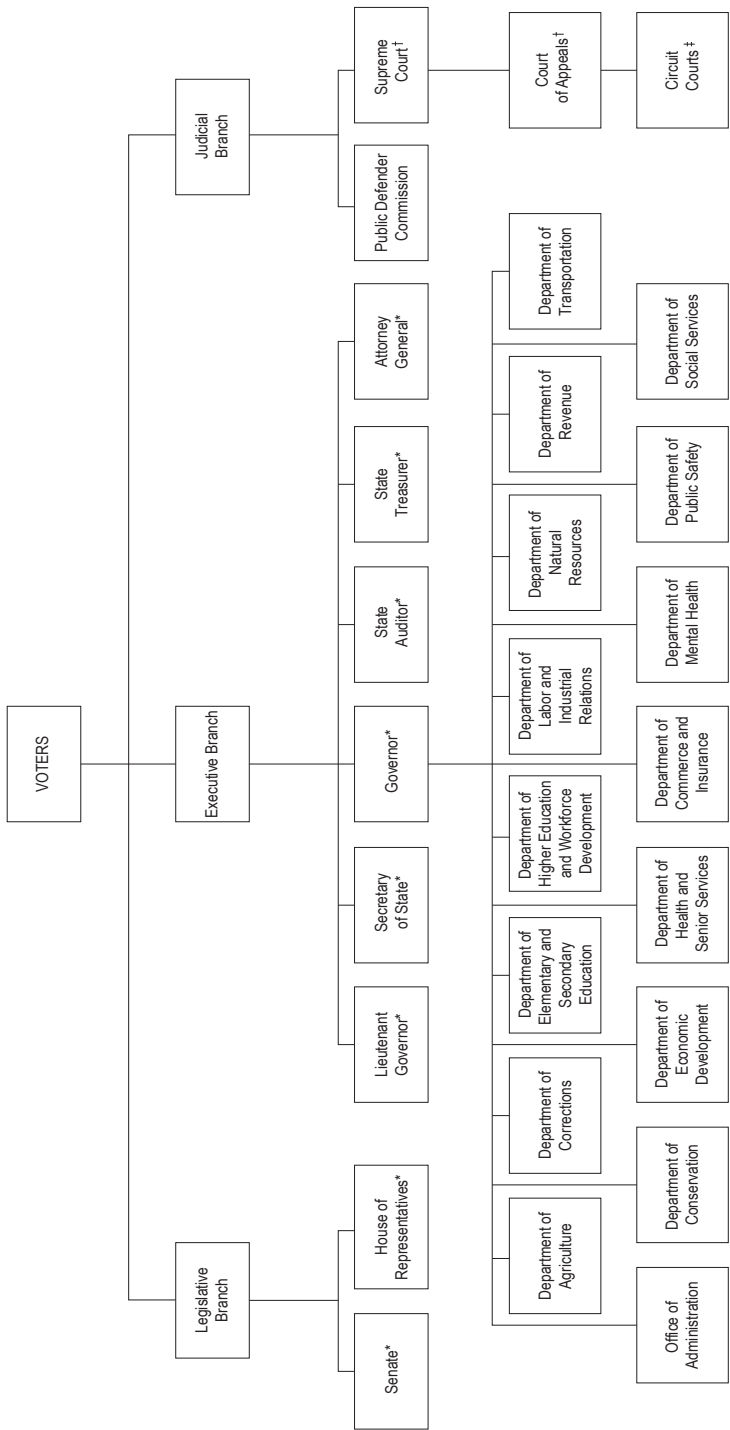 VOTERS
Legislative
Branch
Executive Branch
Judicial
Branch
Senate*
House of
Representatives*
Lieutenant
Governor*
Secretary
of State*
Governor*
State
Auditor*
State
Treasurer*
Attorney
General*
Public Defender
Commission
Supreme
Court†
Department of
Agriculture
Department of
Corrections
Department of
Elementary and
Secondary
Education
Department of
Higher Education
and Workforce
Development
Department of
Labor and
Industrial
Relations
Department of
Natural
Resources
Department of
Revenue
Department of
Transportation
Court
of Appeals†
Office of
Administration
Department of
Conservation
Department of
Economic
Development
Department of
Health and
Senior Services
Department of
Commerce and
Insurance
Department of
Mental Health
Department of
Public Safety
Department of
Social Services
Circuit
Courts‡